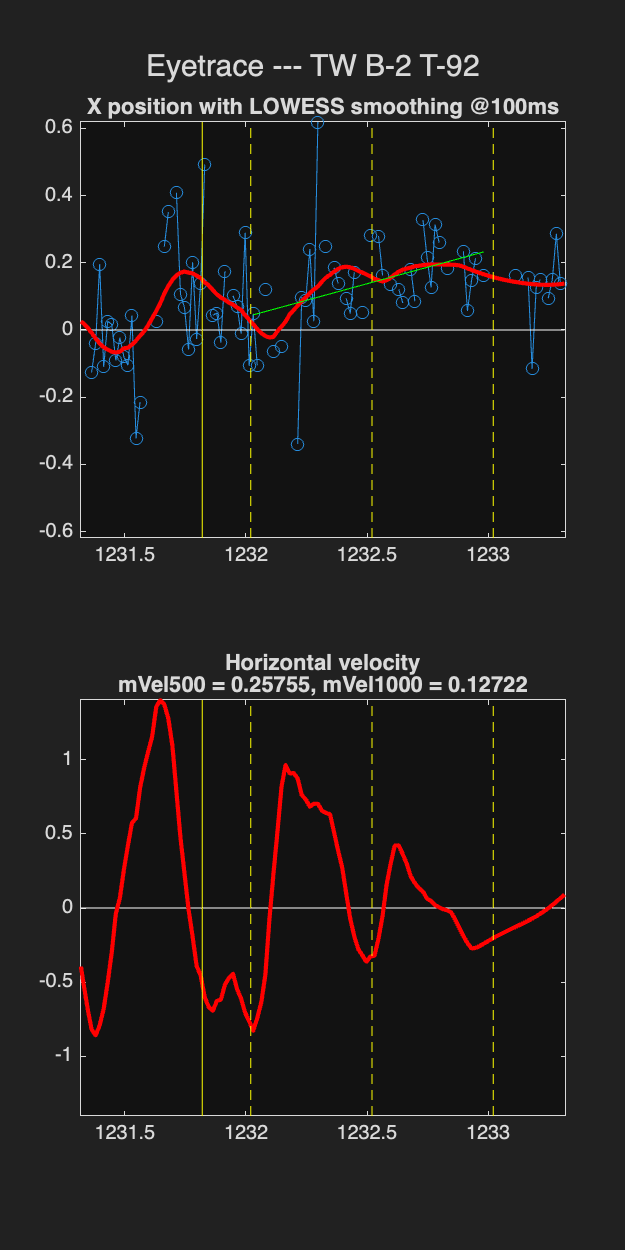 Eyetrace --- TW B-2 T-92
X position with LOWESS smoothing @100ms
0.6
0.4
0.2
0
-0.2
-0.4
-0.6
1231.5 1232 1232.5 1233
Horizontal velocity
mVel500 = 0.25755, mVel1000 = 0.12722
1
0.5
0
-0.5
-1
1231.5 1232 1232.5 1233